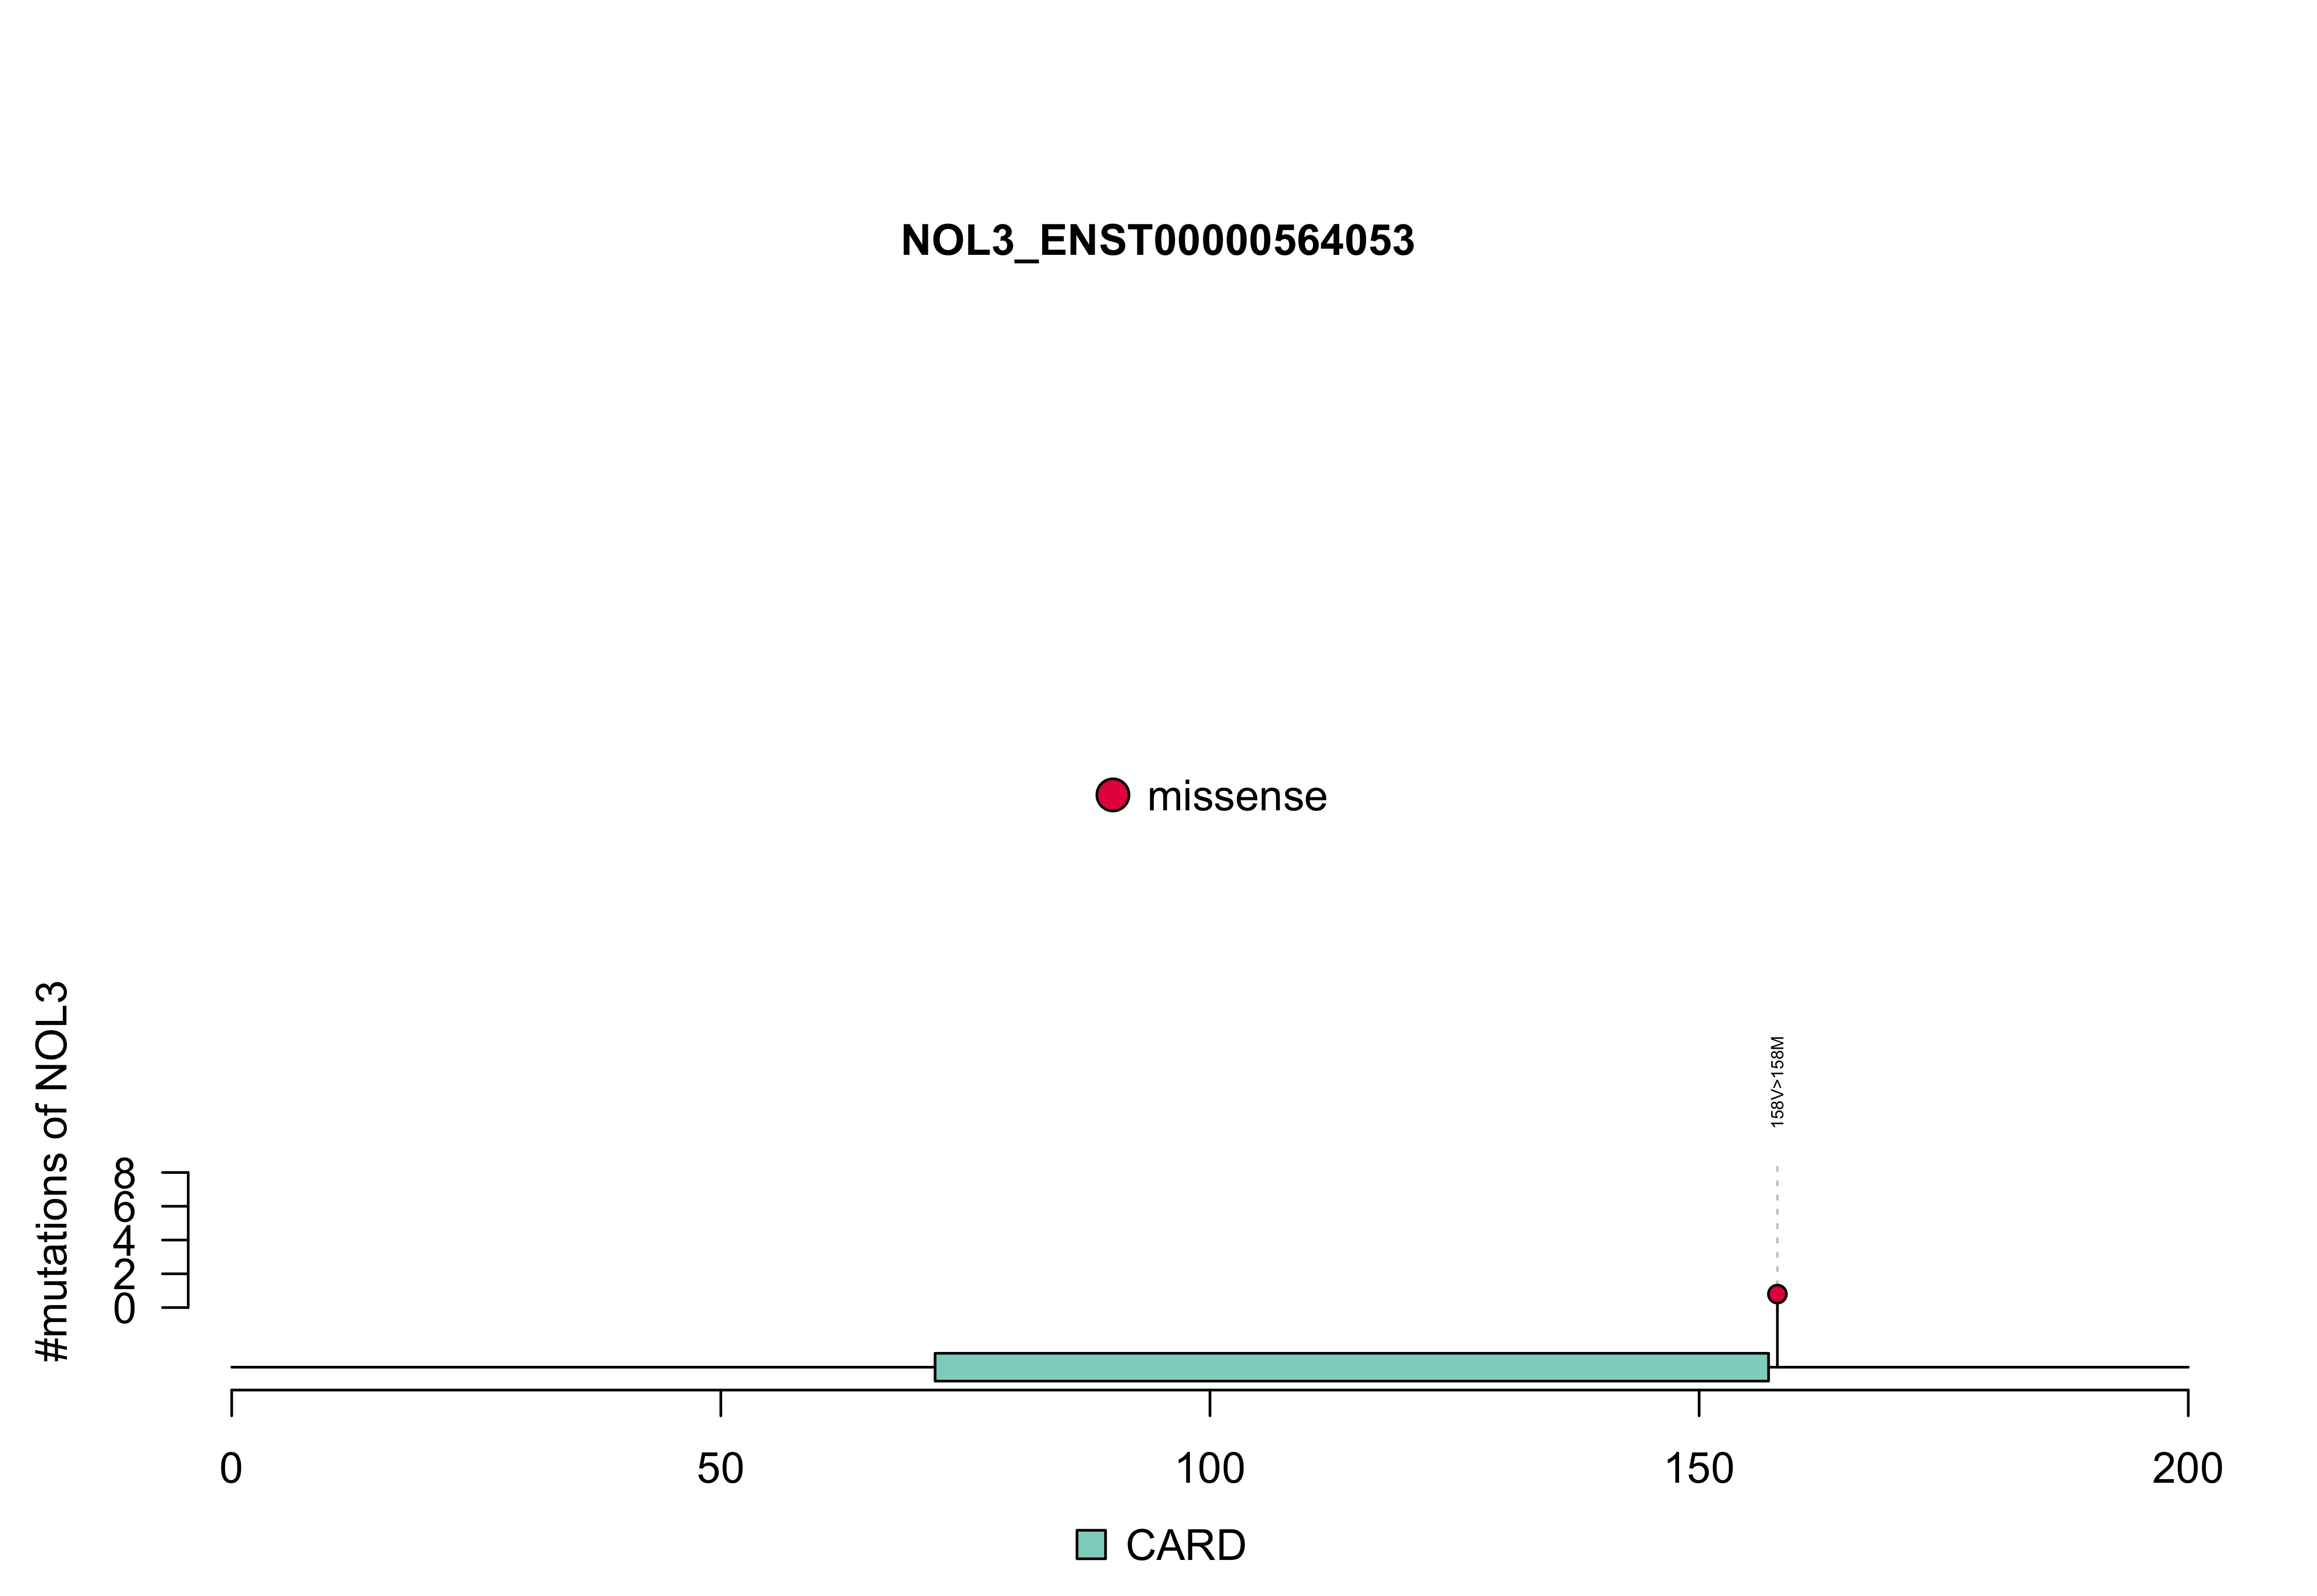 NOL3_ENST00000564053
missense
#mutations of NOL3
158V>158M
8
6
4
2
0
0 50 100 150 200
CARD